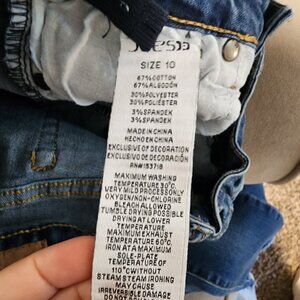 SIZE 10
67% COTTON
67% ALGODÓN
30% POLYESTER
30% POLIÉSTER
3% SPANDEX
3% SPANDEX
MADE IN CHINA
HECHO EN CHINA
EXCLUSIVE OF DECORATION
EXCLUSIVO DE DECORACIÓN
MAXIMUM WASHING
TEMPERATURE 30°C,
VERY MILD PROCESS ONLY
OXYGEN/NON-CHLORINE
BLEACH ALLOWED
TUMBLE DRYING POSSIBLE
DRYING AT LOWER
TEMPERATURE
MAXIMUM EXHAUST
TEMPERATURE 60°C
IRON AT A MAXIMUM
SOLE-PLATE
TEMPERATURE OF
110°C WITHOUT
STEAM STEAM IRONING
MAY CAUSE
IRREVERSIBLE DAMAGE
DO NOT